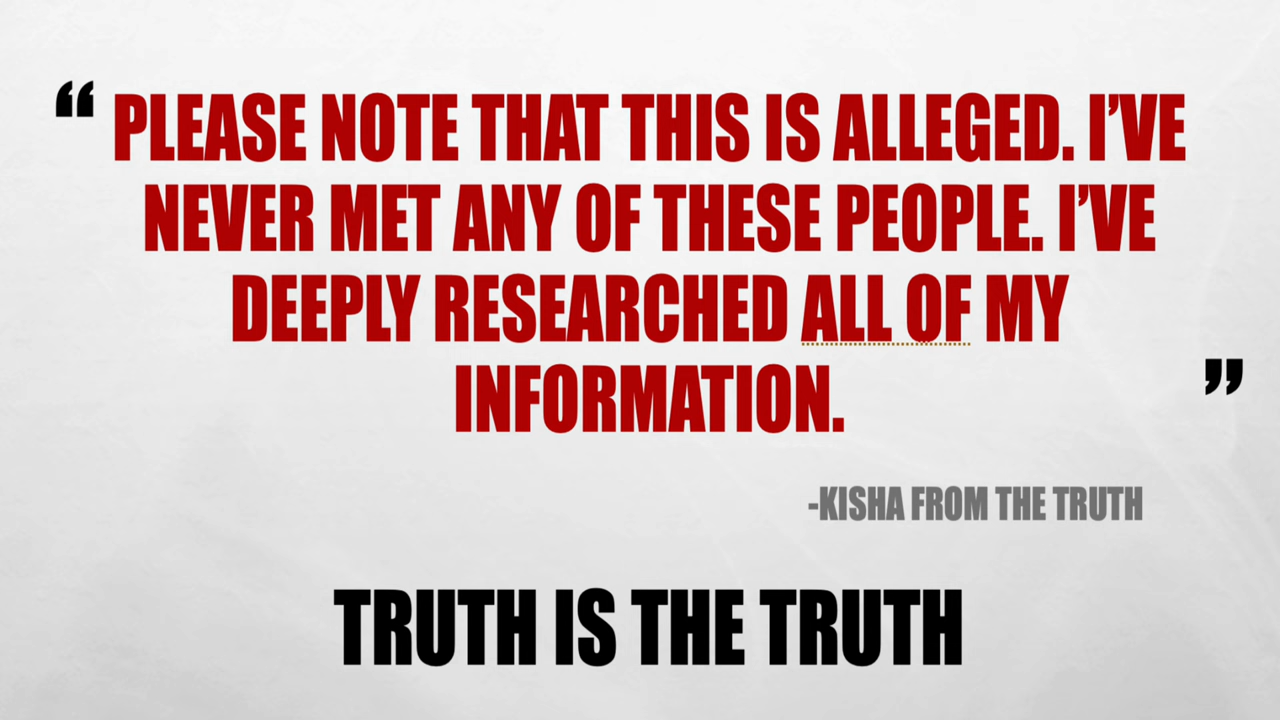 “ PLEASE NOTE THAT THIS IS ALLEGED. I’VE
NEVER MET ANY OF THESE PEOPLE. I’VE
DEEPLY RESEARCHED ALL OF MY
INFORMATION. ”
-KISHA FROM THE TRUTH
TRUTH IS THE TRUTH